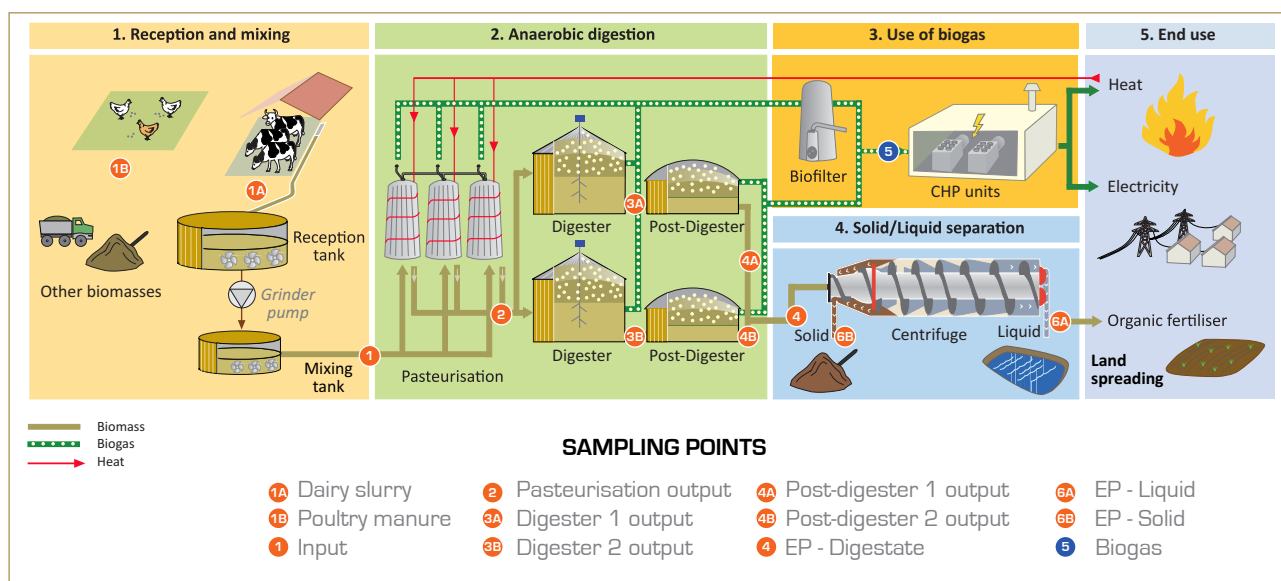 1. Reception and mixing
2. Anaerobic digestion
3. Use of biogas
5. End use
1B
1A
Reception
tank
Other biomasses
Grinder
pump
Mixing
tank
1
Pasteurisation
2
Digester
3A
Post-Digester
4A
Digester
3B
Post-Digester
4B
Biofilter
5
CHP units
4. Solid/Liquid separation
4
Solid
6B
Centrifuge
Liquid
6A
Heat
Electricity
Organic fertiliser
Land
spreading
Biomass
Biogas
Heat
SAMPLING POINTS
1A Dairy slurry
1B Poultry manure
1 Input
2 Pasteurisation output
3A Digester 1 output
3B Digester 2 output
4A Post-digester 1 output
4B Post-digester 2 output
4 EP - Digestate
6A EP - Liquid
6B EP - Solid
5 Biogas